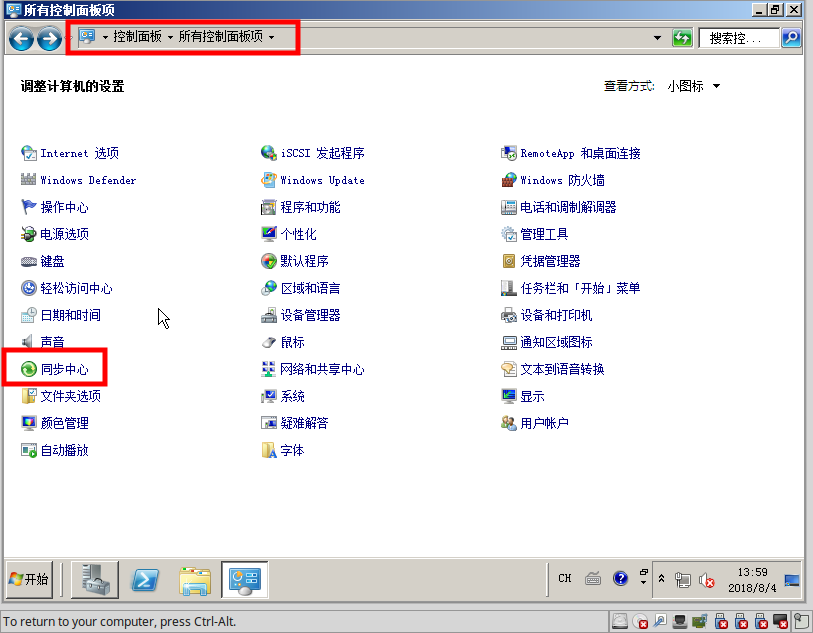 所有控制面板项
控制面板 所有控制面板项
搜索控...
调整计算机的设置
查看方式: 小图标
Internet 选项
iSCSI 发起程序
RemoteApp 和桌面连接
Windows Defender
Windows Update
Windows 防火墙
操作中心
程序和功能
电话和调制解调器
电源选项
个性化
管理工具
键盘
默认程序
凭据管理器
轻松访问中心
区域和语言
任务栏和「开始」菜单
日期和时间
设备管理器
设备和打印机
声音
鼠标
通知区域图标
同步中心
网络和共享中心
文本到语音转换
文件夹选项
系统
显示
颜色管理
疑难解答
用户帐户
自动播放
字体
开始
CH
13:59
2018/8/4
To return to your computer, press Ctrl-Alt.